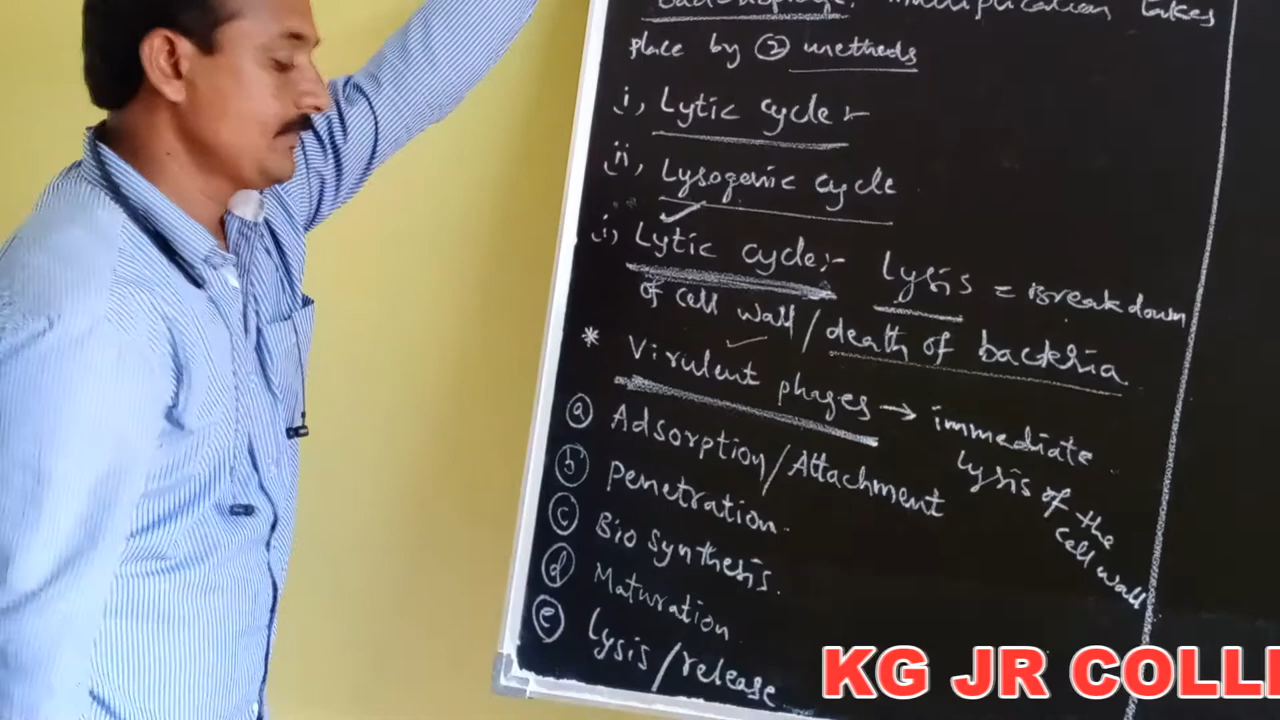 Bacteriophage: Multiplication takes
place by ② methods
i, Lytic cycle:-
ii, Lysogenic cycle
i, Lytic cycle:- Lysis = Breakdown
of cell wall / death of bacteria
* Virulent phages → immediate
lysis of the
cell wall
ⓐ Adsorption/Attachment
ⓑ Penetration.
ⓒ Bio synthesis.
ⓓ Maturation.
ⓔ Lysis/release
KG JR COLLE